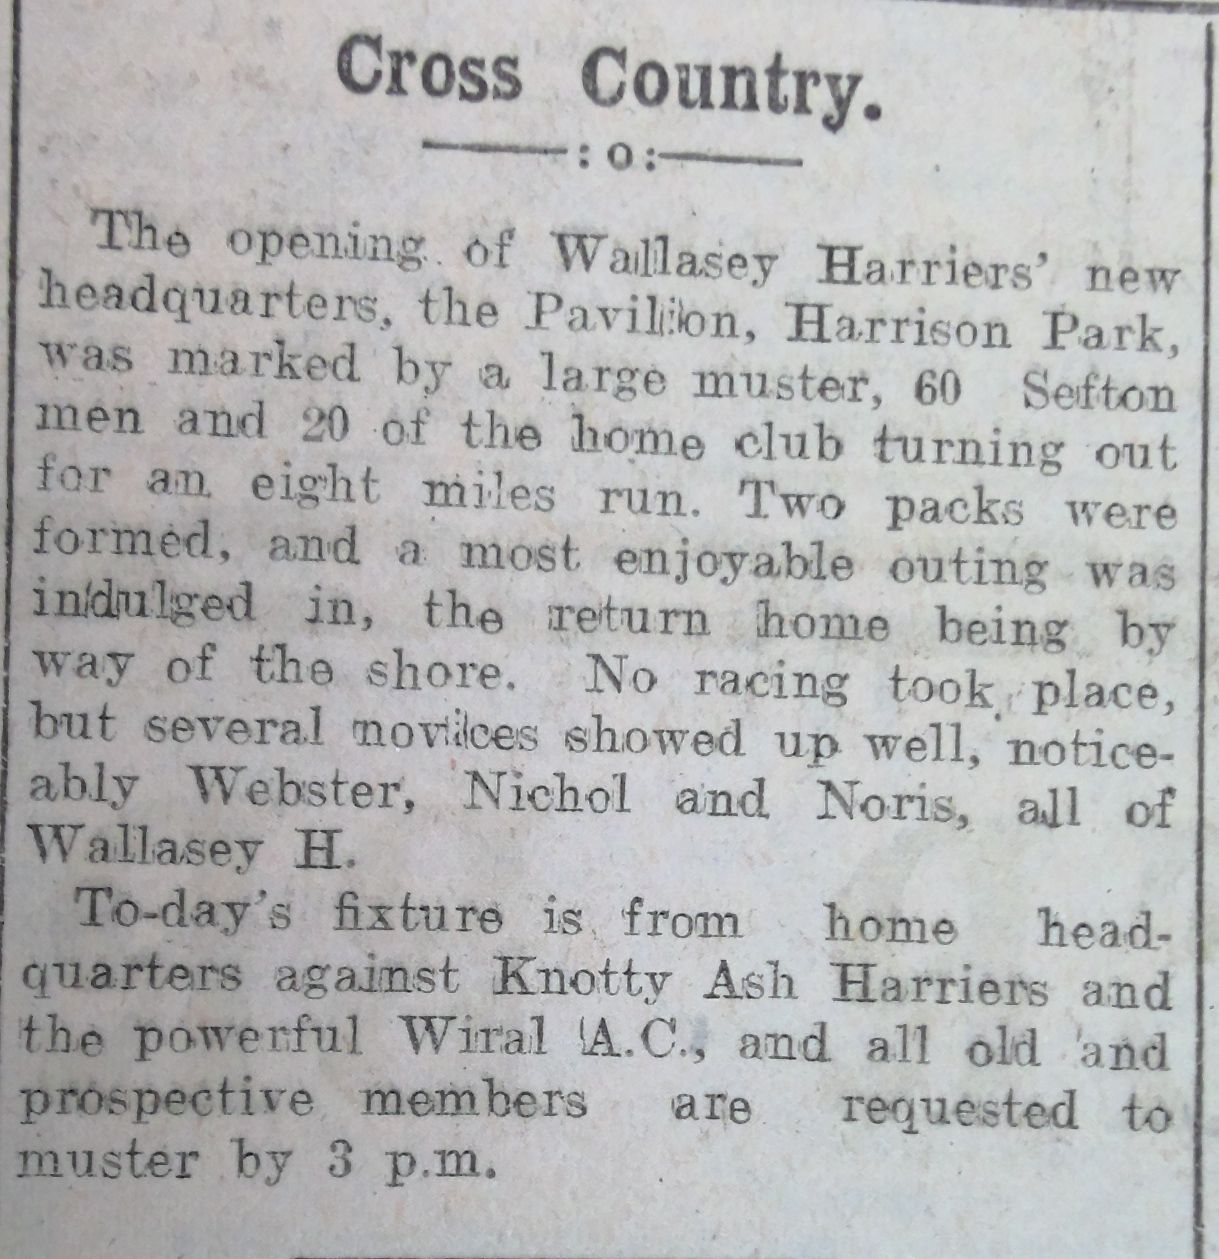 Cross Country.
:o:
The opening of Wallasey Harriers' new
headquarters, the Pavilion, Harrison Park,
was marked by a large muster, 60 Sefton
men and 20 of the home club turning out
for an eight miles run. Two packs were
formed, and a most enjoyable outing was
indulged in, the return home being by
way of the shore. No racing took place,
but several novices showed up well, notice-
ably Webster, Nichol and Noris, all of
Wallasey H.
To-day's fixture is from home head-
quarters against Knotty Ash Harriers and
the powerful Wiral A.C., and all old and
prospective members are requested to
muster by 3 p.m.